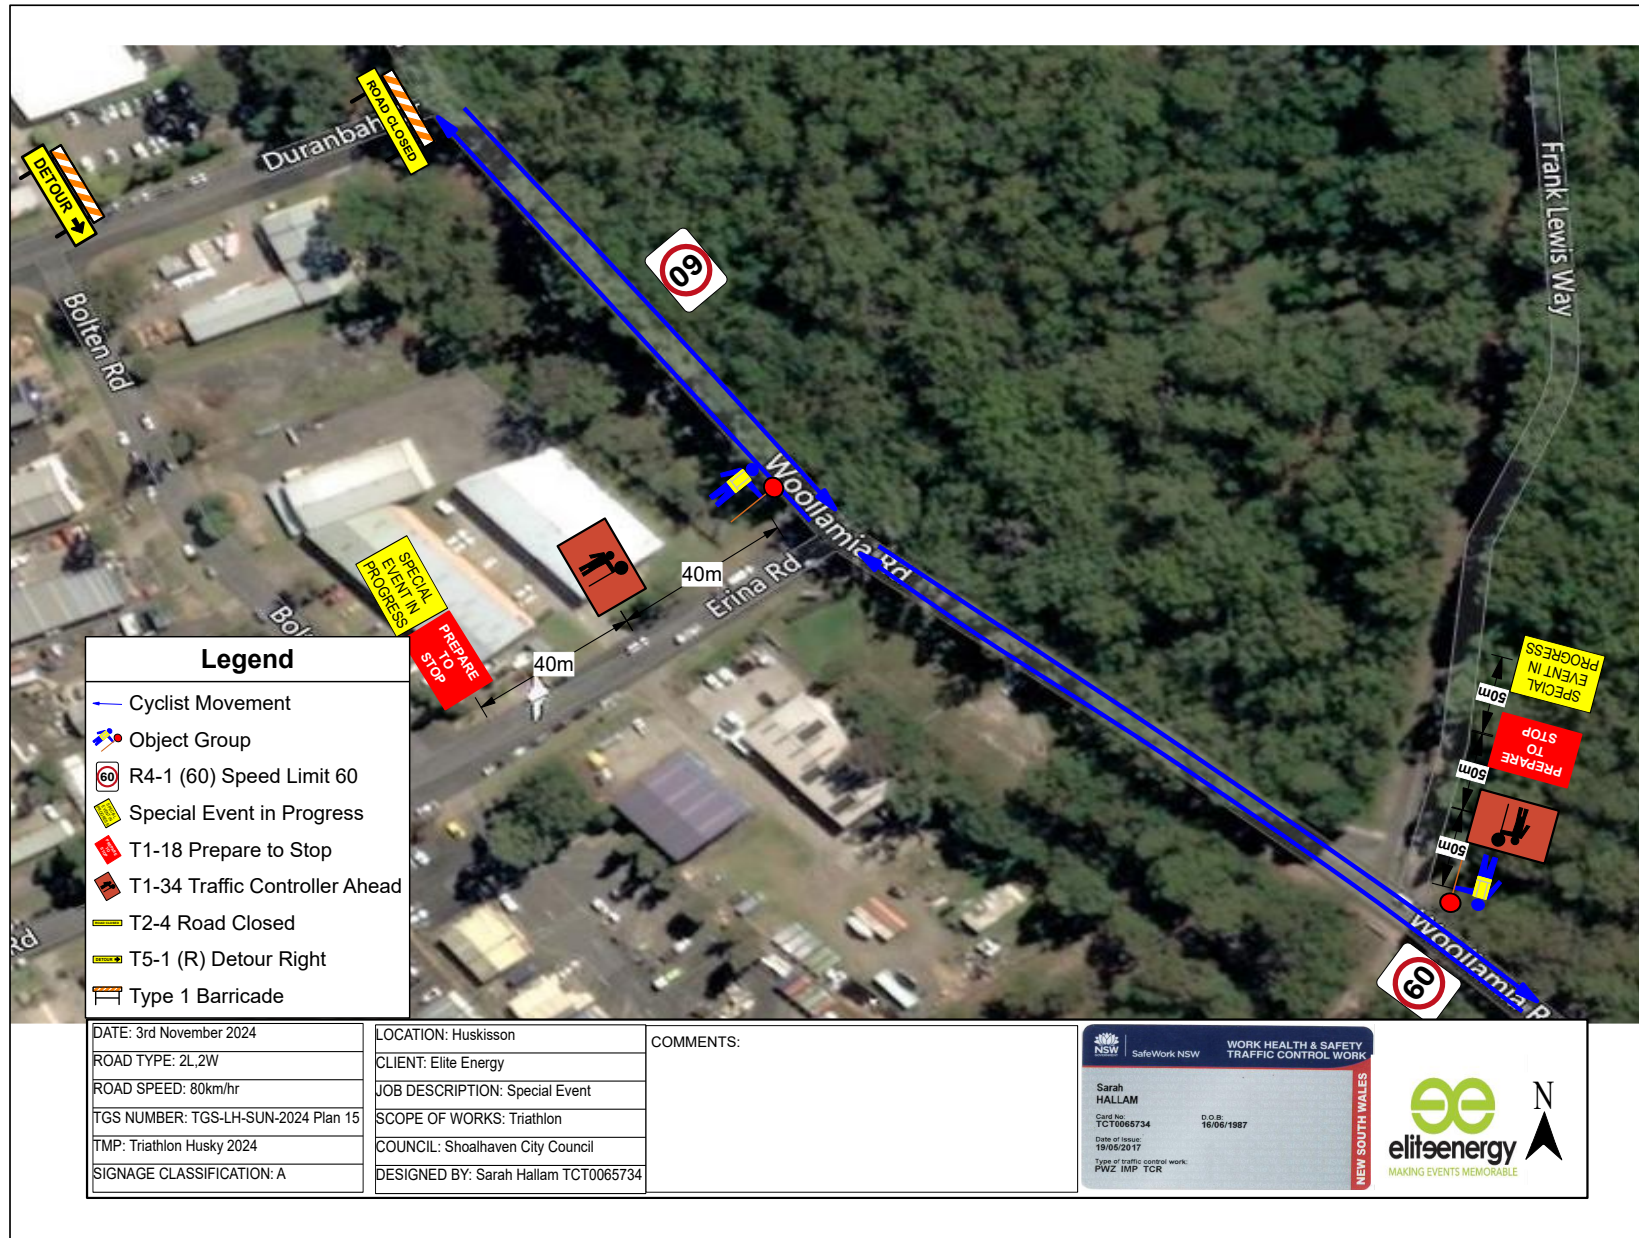 ROAD CLOSED
DETOUR
Duranbah
Bolten Rd
60
Frank Lewis Way
Woollamia Rd
40m
Erina Rd
SPECIAL
EVENT IN
PROGRESS
PREPARE
TO
STOP
40m
SPECIAL
EVENT IN
PROGRESS
50m
PREPARE
TO
STOP
50m
50m
Woollamia R
60
Bol
Rd
Legend
Cyclist Movement
Object Group
60
R4-1 (60) Speed Limit 60
Special Event in Progress
T1-18 Prepare to Stop
T1-34 Traffic Controller Ahead
T2-4 Road Closed
T5-1 (R) Detour Right
Type 1 Barricade
DATE: 3rd November 2024
ROAD TYPE: 2L,2W
ROAD SPEED: 80km/hr
TGS NUMBER: TGS-LH-SUN-2024 Plan 15
TMP: Triathlon Husky 2024
SIGNAGE CLASSIFICATION: A
LOCATION: Huskisson
CLIENT: Elite Energy
JOB DESCRIPTION: Special Event
SCOPE OF WORKS: Triathlon
COUNCIL: Shoalhaven City Council
DESIGNED BY: Sarah Hallam TCT0065734
COMMENTS:
NSW
SafeWork NSW
WORK HEALTH & SAFETY
TRAFFIC CONTROL WORK
Sarah
HALLAM
Card No:
TCT0065734
D.O.B:
16/06/1987
Date of Issue:
19/05/2017
Type of traffic control work:
PWZ IMP TCR
NEW SOUTH WALES
eliteenergy
MAKING EVENTS MEMORABLE
N